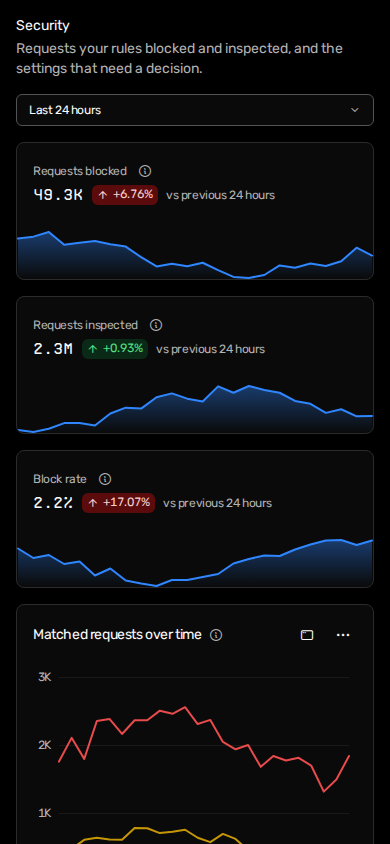 Security
Requests your rules blocked and inspected, and the
settings that need a decision.
Last 24 hours
Requests blocked
49.3K ↑ +6.76% vs previous 24 hours
Requests inspected
2.3M ↑ +0.93% vs previous 24 hours
Block rate
2.2% ↑ +17.07% vs previous 24 hours
Matched requests over time
3K
2K
1K